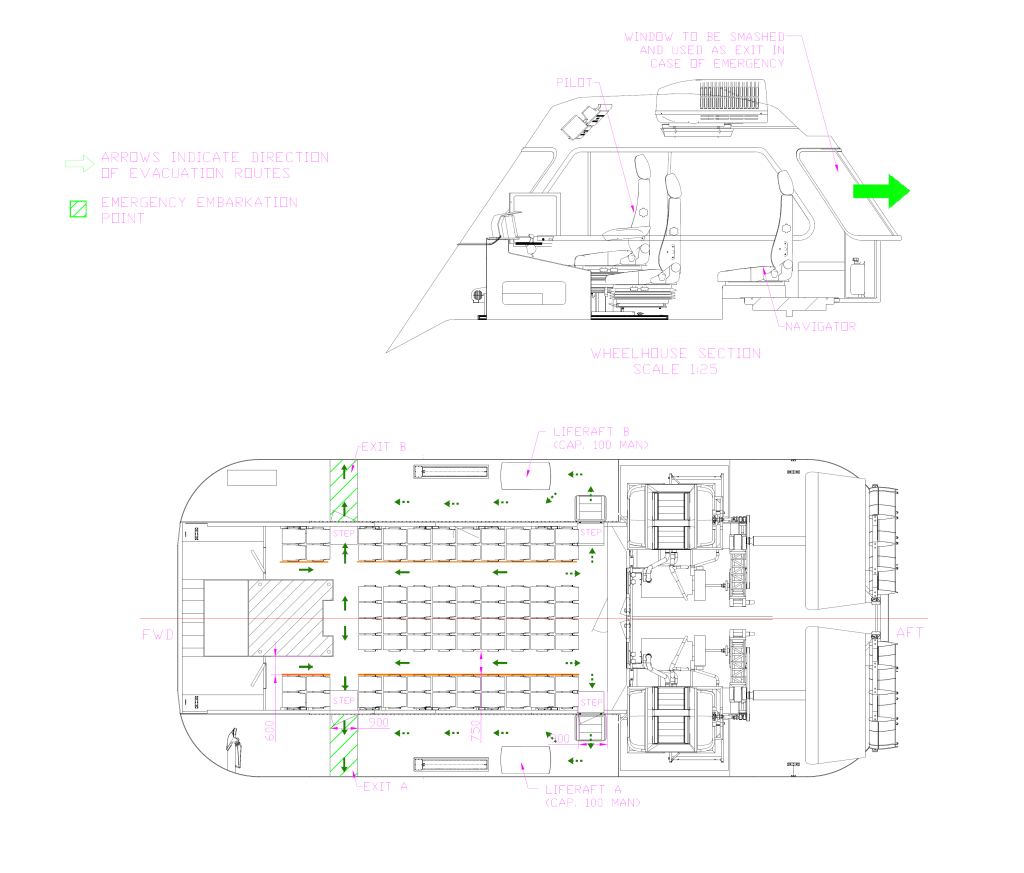 WINDOW TO BE SMASHED
AND USED AS EXIT IN
CASE OF EMERGENCY
PILOT
ARROWS INDICATE DIRECTION
OF EVACUATION ROUTES
EMERGENCY EMBARKATION
POINT
NAVIGATOR
WHEELHOUSE SECTION
SCALE 1:25
LIFERAFT B
(CAP. 100 MAN)
EXIT B
STEP
STEP
FWD
AFT
STEP
STEP
600
900
750
EXIT A
LIFERAFT A
(CAP. 100 MAN)